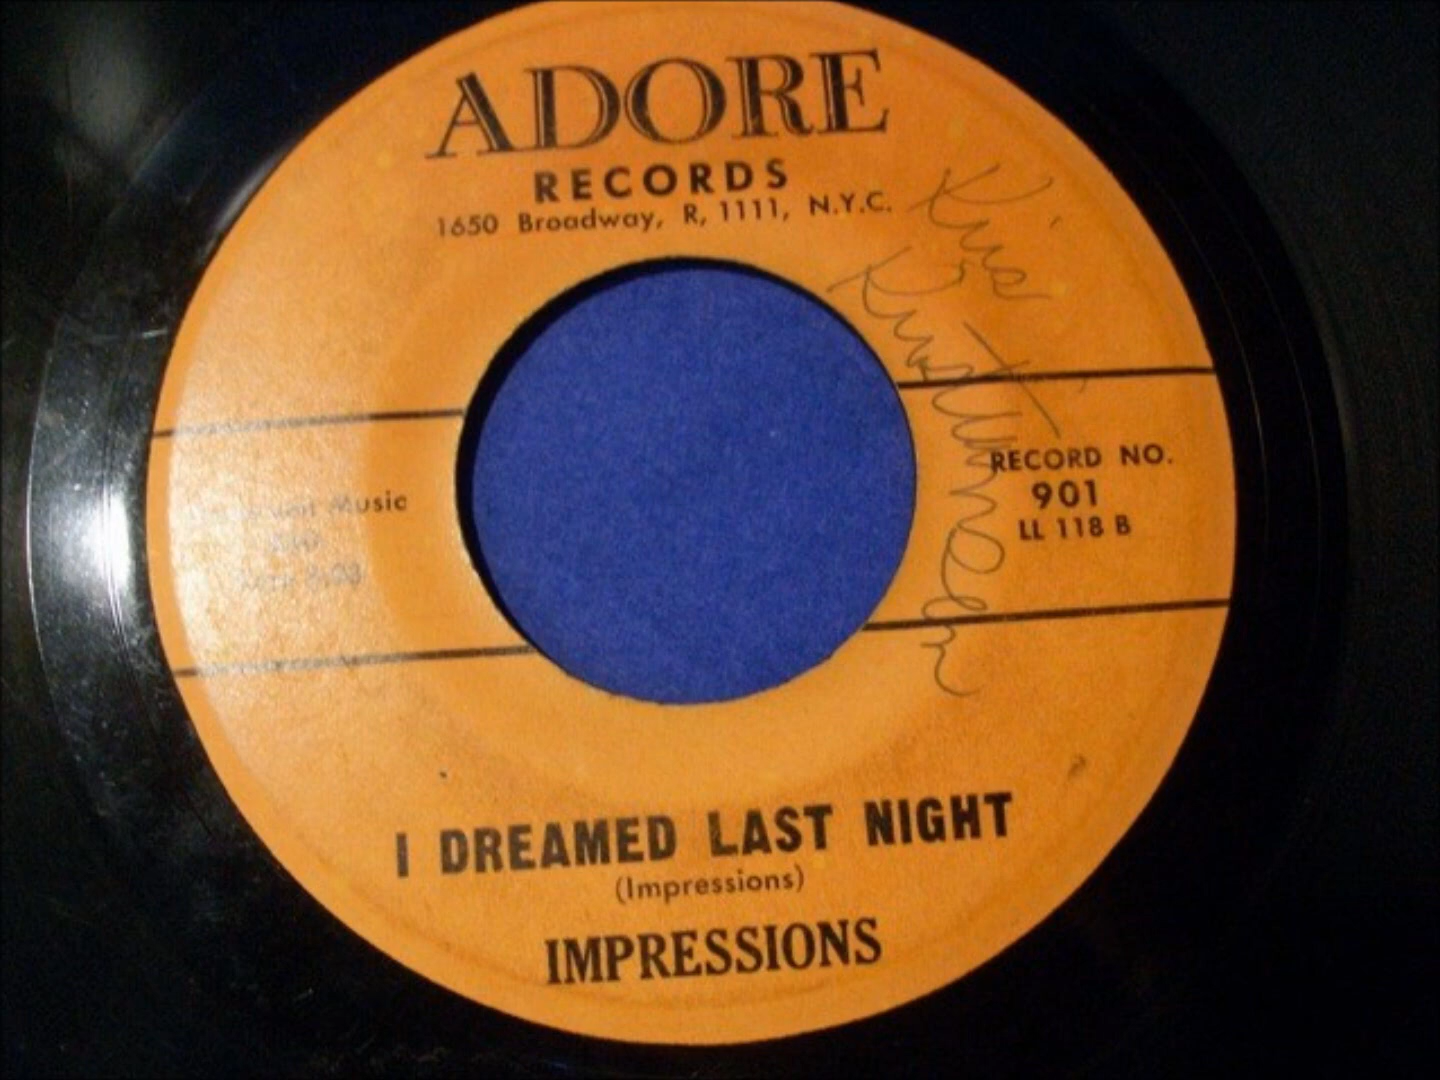 ADORE
RECORDS
1650 Broadway, R, 1111, N.Y.C.
Music
RECORD NO.
901
LL 118 B
I DREAMED LAST NIGHT
(Impressions)
IMPRESSIONS